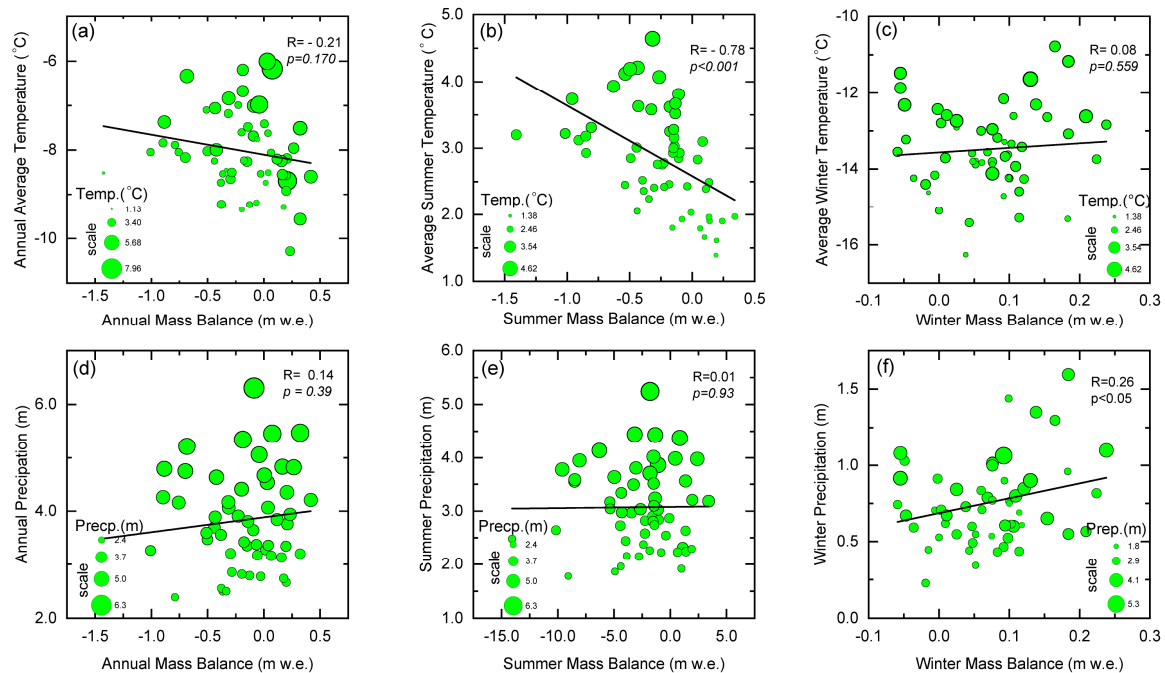 (a)
R= - 0.21
p=0.170
Annual Average Temperature (°C)
-6
-8
-10
Temp.(°C)
scale
1.13
3.40
5.68
7.96
-1.5
-1.0
-0.5
0.0
0.5
Annual Mass Balance (m w.e.)
(b)
R= - 0.78
p<0.001
Average Summer Temperature (°C)
5.0
4.0
3.0
2.0
1.0
Temp.(°C)
scale
1.38
2.46
3.54
4.62
-1.5
-1.0
-0.5
0.0
0.5
Summer Mass Balance (m w.e.)
(c)
R= 0.08
p=0.559
Average Winter Temperature (°C)
-10
-12
-14
-16
Temp.(°C)
scale
1.38
2.46
3.54
4.62
-0.1
0.0
0.1
0.2
0.3
Winter Mass Balance (m w.e.)
(d)
R= 0.14
p = 0.39
Annual Precipation (m)
6.0
4.0
2.0
Precp.(m)
scale
2.4
3.7
5.0
6.3
-1.5
-1.0
-0.5
0.0
0.5
Annual Mass Balance (m w.e.)
(e)
R=0.01
p=0.93
Summer Precipitation (m)
6.0
5.0
4.0
3.0
2.0
1.0
Precp.(m)
scale
2.4
3.7
5.0
6.3
-15
-10
-5
0
5.0
Summer Mass Balance (m w.e.)
(f)
R=0.26
p<0.05
Winter Precipitation (m)
1.5
1.0
0.5
0.0
Prep.(m)
scale
1.8
2.9
4.1
5.3
-0.1
0.0
0.1
0.2
0.3
Winter Mass Balance (m w.e.)